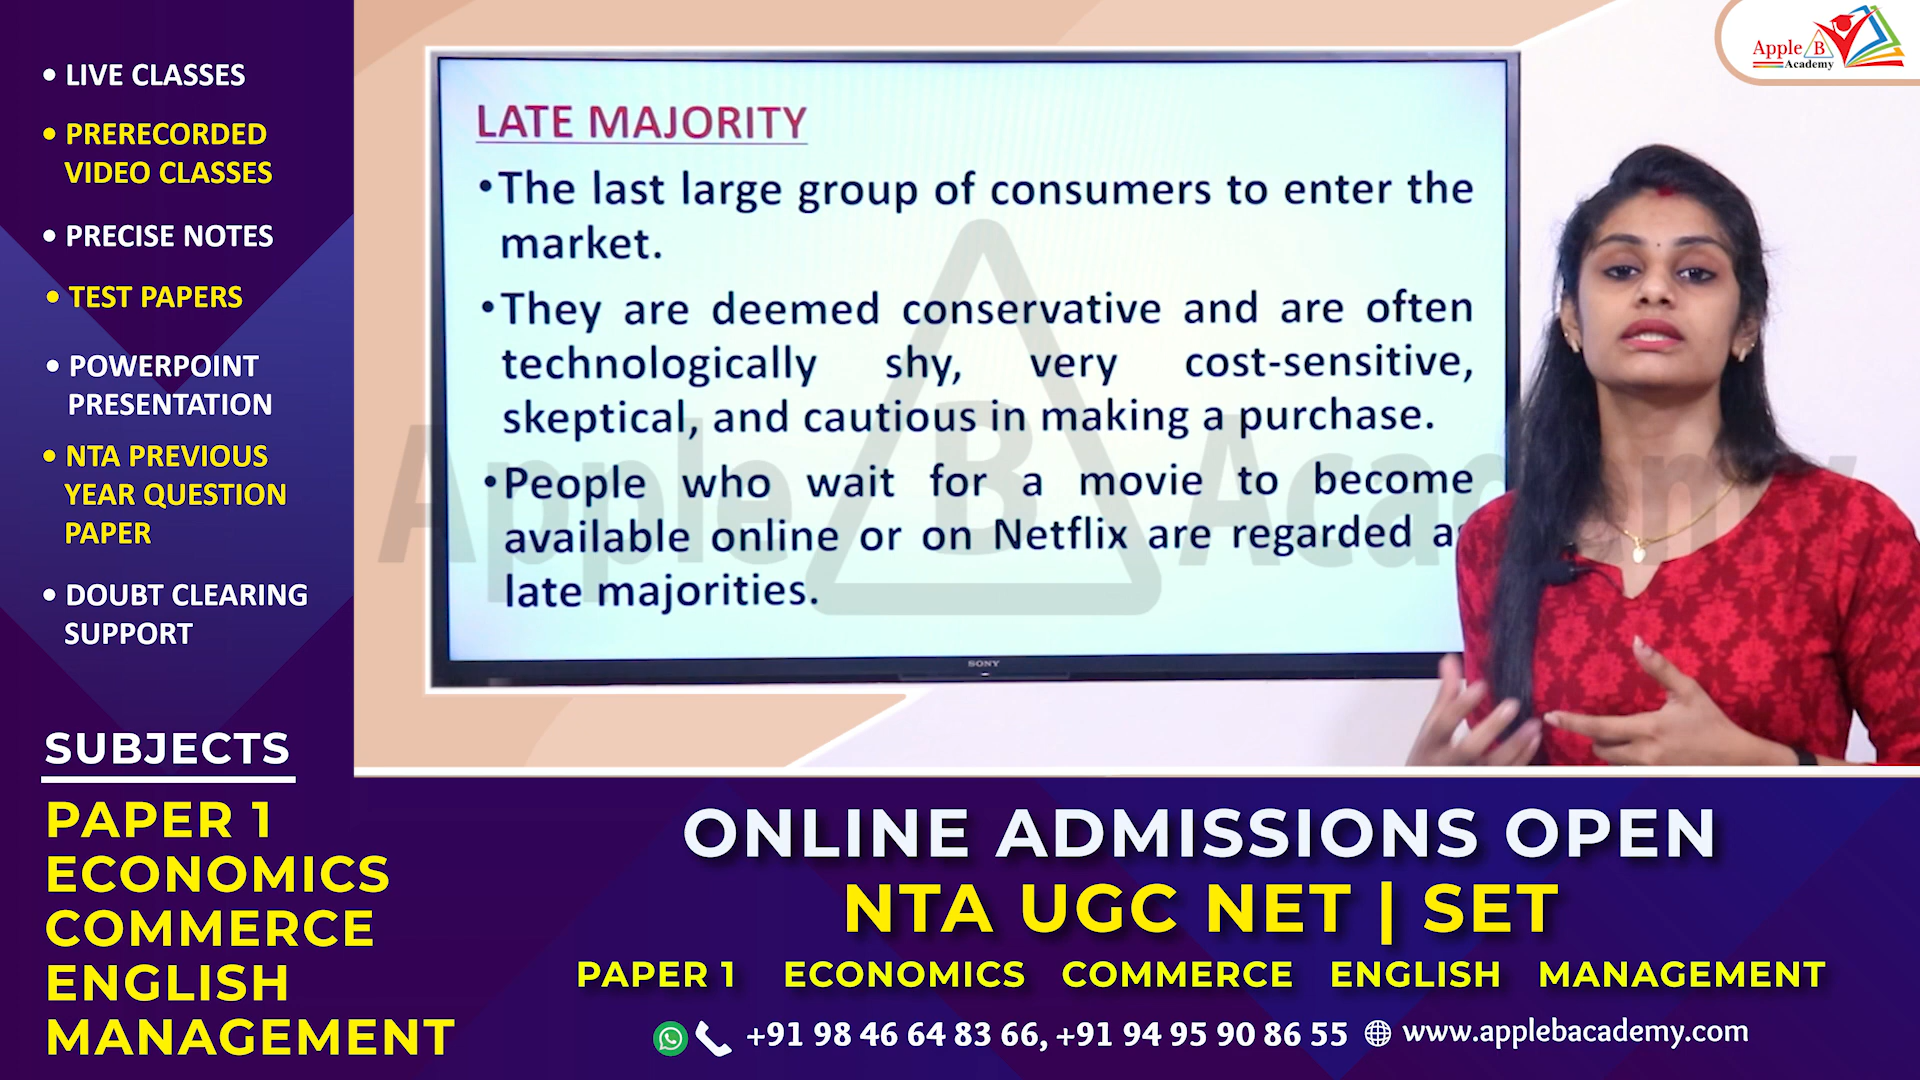 • LIVE CLASSES
• PRERECORDED
VIDEO CLASSES
• PRECISE NOTES
• TEST PAPERS
• POWERPOINT
PRESENTATION
• NTA PREVIOUS
YEAR QUESTION
PAPER
• DOUBT CLEARING
SUPPORT
SUBJECTS
PAPER 1
ECONOMICS
COMMERCE
ENGLISH
MANAGEMENT
Apple B
Academy
LATE MAJORITY
•The last large group of consumers to enter the
market.
•They are deemed conservative and are often
technologically shy, very cost-sensitive,
skeptical, and cautious in making a purchase.
•People who wait for a movie to become
available online or on Netflix are regarded as
late majorities.
Apple B Academy
SONY
ONLINE ADMISSIONS OPEN
NTA UGC NET | SET
PAPER 1 ECONOMICS COMMERCE ENGLISH MANAGEMENT
+91 98 46 64 83 66, +91 94 95 90 86 55 www.applebacademy.com